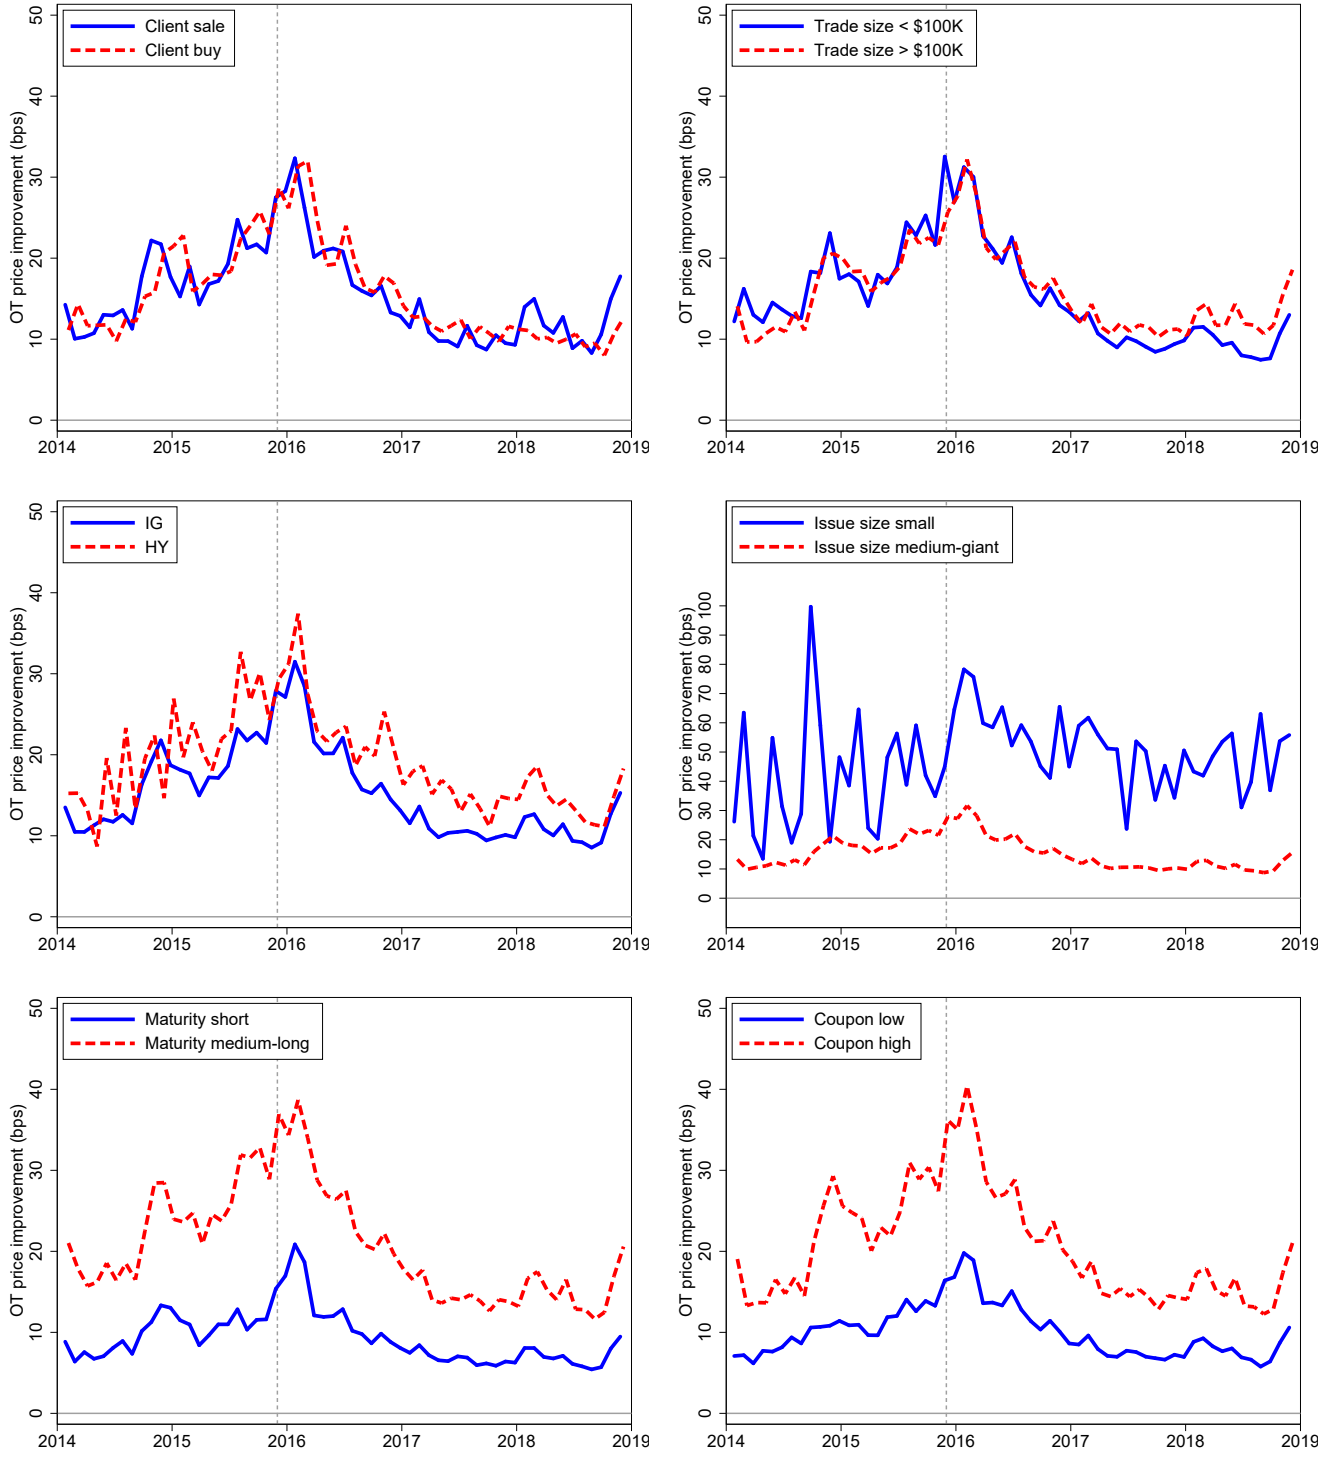 Client sale
Client buy
OT price improvement (bps)
50
40
30
20
10
0
2014 2015 2016 2017 2018 2019
Trade size < $100K
Trade size > $100K
OT price improvement (bps)
50
40
30
20
10
0
2014 2015 2016 2017 2018 2019
IG
HY
OT price improvement (bps)
50
40
30
20
10
0
2014 2015 2016 2017 2018 2019
Issue size small
Issue size medium-giant
OT price improvement (bps)
100
90
80
70
60
50
40
30
20
10
0
2014 2015 2016 2017 2018 2019
Maturity short
Maturity medium-long
OT price improvement (bps)
50
40
30
20
10
0
2014 2015 2016 2017 2018 2019
Coupon low
Coupon high
OT price improvement (bps)
50
40
30
20
10
0
2014 2015 2016 2017 2018 2019